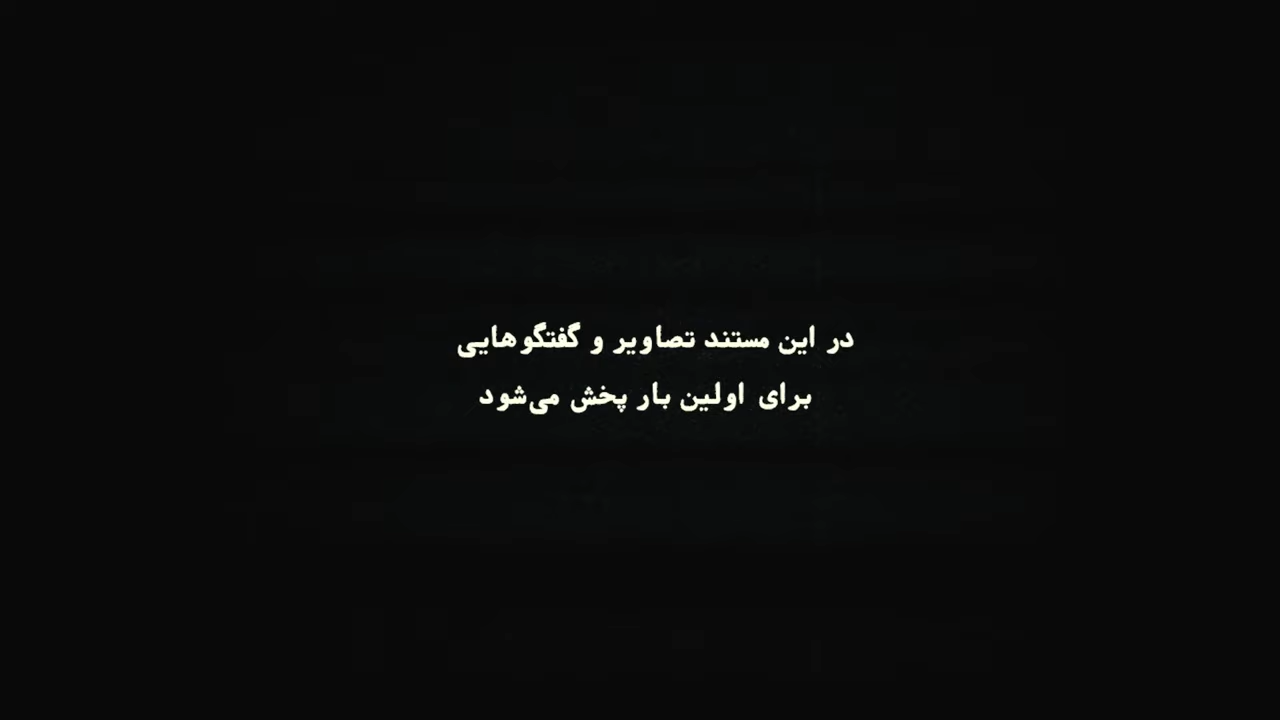 در این مستند تصاویر و گفتگوهایی
برای اولین بار پخش می‌شود